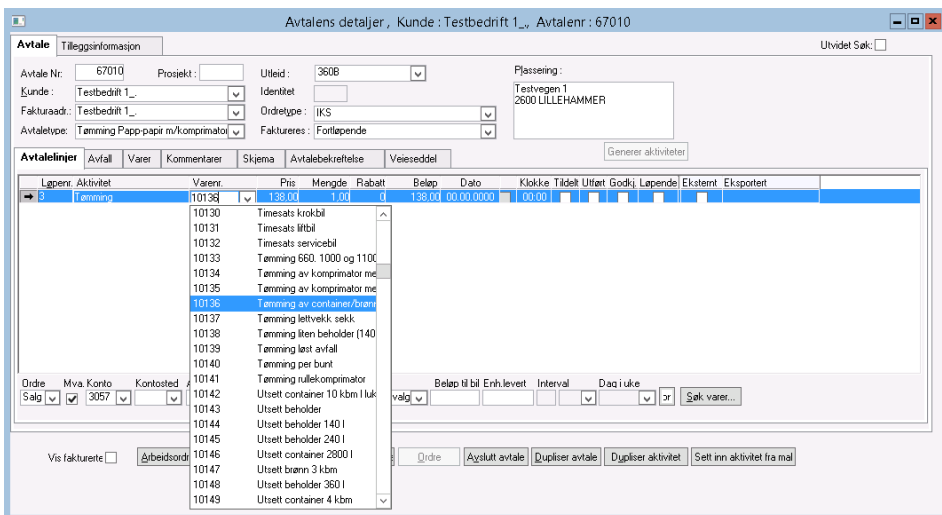 Avtalens detaljer , Kunde : Testbedrift 1_., Avtalenr : 67010
Avtale Tilleggsinformasjon Utvidet Søk:
Avtale Nr: 67010 Prosjekt : Utleid : 360B Plassering :
Kunde : Testbedrift 1_. Identitet Testvegen 1
Fakturaadr.: Testbedrift 1_. Ordretype : IKS 2600 LILLEHAMMER
Avtaletype: Tømming Papp-papir m/komprimator Faktureres : Fortløpende
Generer aktiviteter
Avtalelinjer Avfall Varer Kommentarer Skjema Avtalebekreftelse Veieseddel
Løpenr. Aktivitet Varenr. Pris Mengde Rabatt Beløp Dato Klokke Tildelt Utført Godkj. Løpende Eksternt Eksportert
3 Tømming 10136 138,00 1,00 0 138,00 00.00.0000 00:00
10130 Timesats krokbil
10131 Timesats liftbil
10132 Timesats servicebil
10133 Tømming 660. 1000 og 1100
10134 Tømming av komprimator me
10135 Tømming av komprimator me
10136 Tømming av container/brønn
10137 Tømming lettvekk sekk
10138 Tømming liten beholder (140
10139 Tømming løst avfall
10140 Tømming per bunt
10141 Tømming rullekomprimator
10142 Utsett container 10 kbm l luk
10143 Utsett beholder
10144 Utsett beholder 140 l
10145 Utsett beholder 240 l
10146 Utsett container 2800 l
10147 Utsett brønn 3 kbm
10148 Utsett beholder 360 l
10149 Utsett container 4 kbm
Ordre Mva. Konto Kontosted Beløp til bil Enh.levert Interval Dag i uke
Salg 3057 valg or Søk varer...
Vis fakturerte Arbeidsordr Ordre Avslutt avtale Dupliser avtale Dupliser aktivitet Sett inn aktivitet fra mal